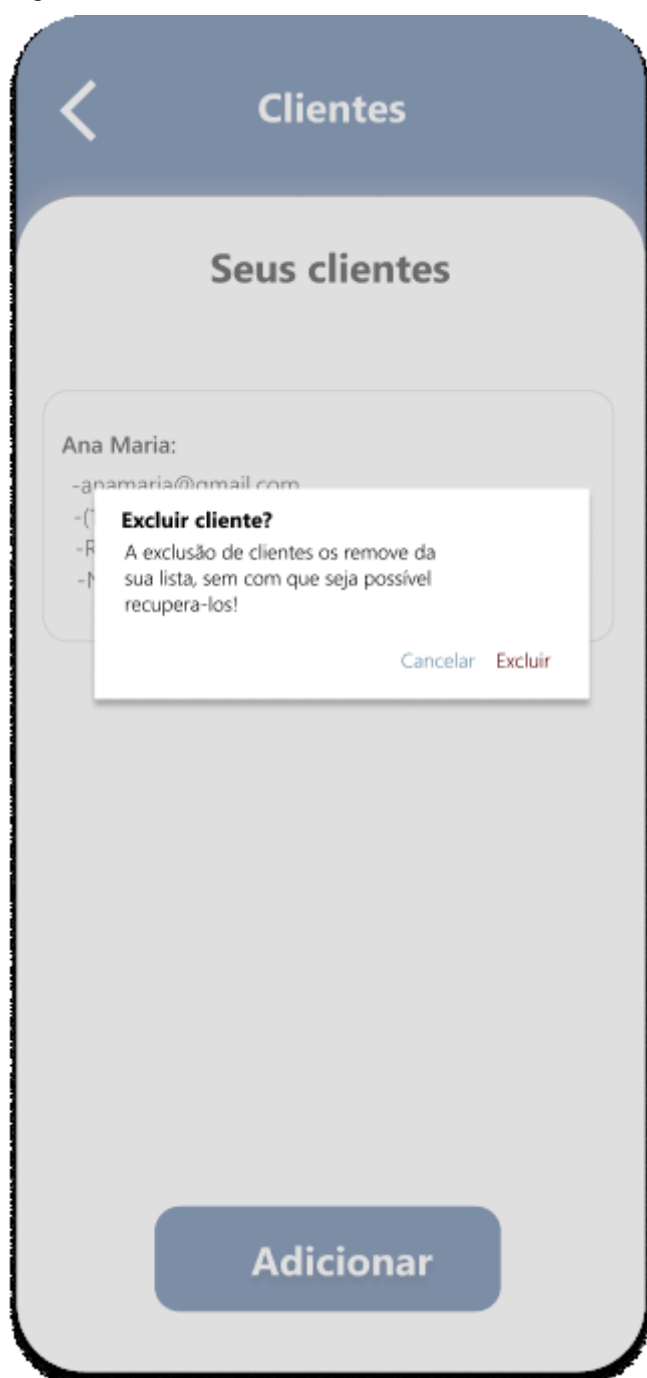 Clientes
Seus clientes
Ana Maria:
-anamaria@gmail.com
Excluir cliente?
A exclusão de clientes os remove da
sua lista, sem com que seja possível
recupera-los!
Cancelar Excluir
Adicionar